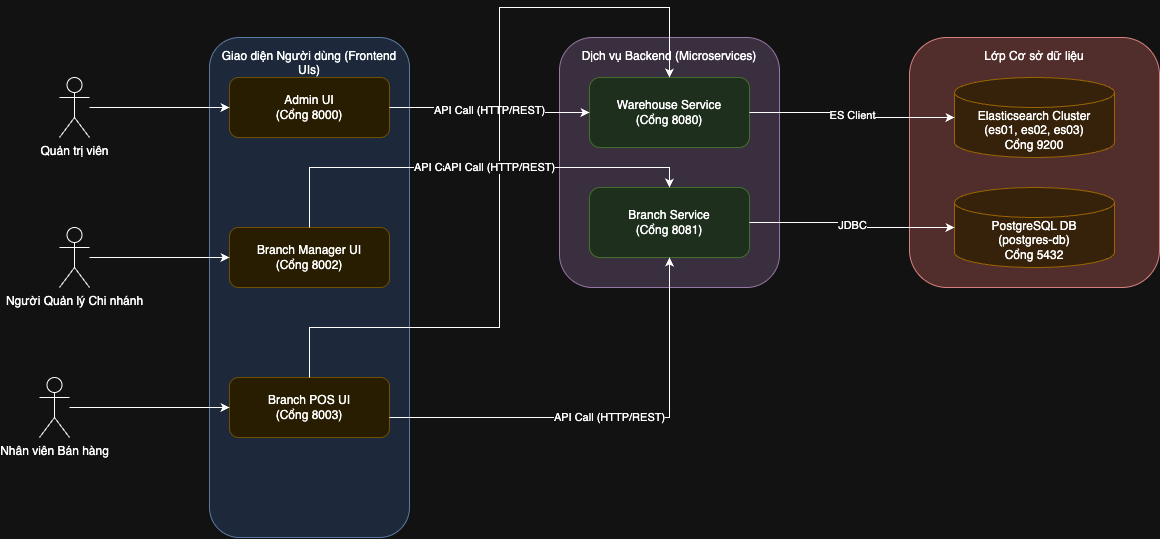 Giao diện Người dùng (Frontend
UIs)
Dịch vụ Backend (Microservices)
Lớp Cơ sở dữ liệu
Quản trị viên
Admin UI
(Cổng 8000)
API Call (HTTP/REST)
Warehouse Service
(Cổng 8080)
ES Client
Elasticsearch Cluster
(es01, es02, es03)
Cổng 9200
API C
API Call (HTTP/REST)
Người Quản lý Chi nhánh
Branch Manager UI
(Cổng 8002)
Branch Service
(Cổng 8081)
JDBC
PostgreSQL DB
(postgres-db)
Cổng 5432
Nhân viên Bán hàng
Branch POS UI
(Cổng 8003)
API Call (HTTP/REST)